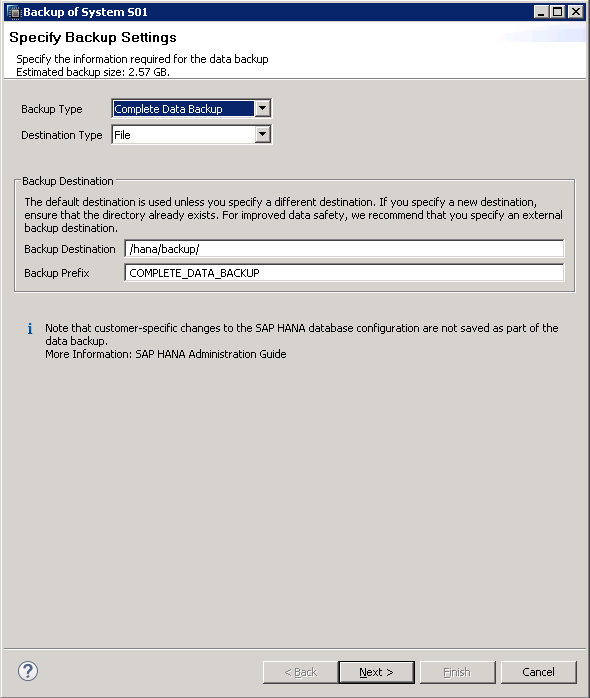 Backup of System S01
Specify Backup Settings
Specify the information required for the data backup
Estimated backup size: 2.57 GB.
Backup Type Complete Data Backup
Destination Type File
Backup Destination
The default destination is used unless you specify a different destination. If you specify a new destination,
ensure that the directory already exists. For improved data safety, we recommend that you specify an external
backup destination.
Backup Destination /hana/backup/
Backup Prefix COMPLETE_DATA_BACKUP
i Note that customer-specific changes to the SAP HANA database configuration are not saved as part of the
data backup.
More Information: SAP HANA Administration Guide
? < Back Next > Finish Cancel